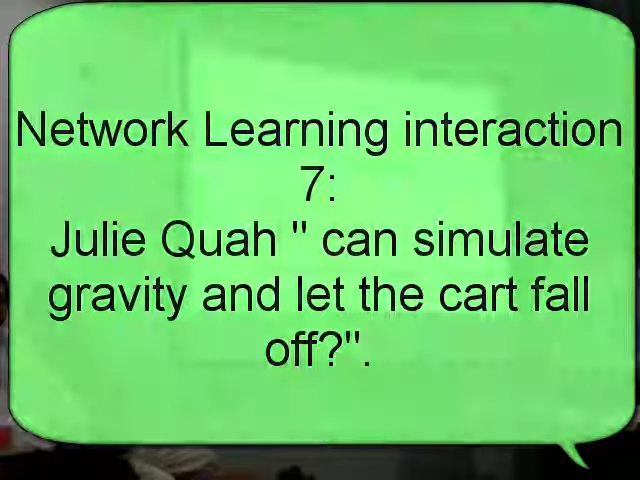 Network Learning interaction
7:
Julie Quah " can simulate
gravity and let the cart fall
off?".